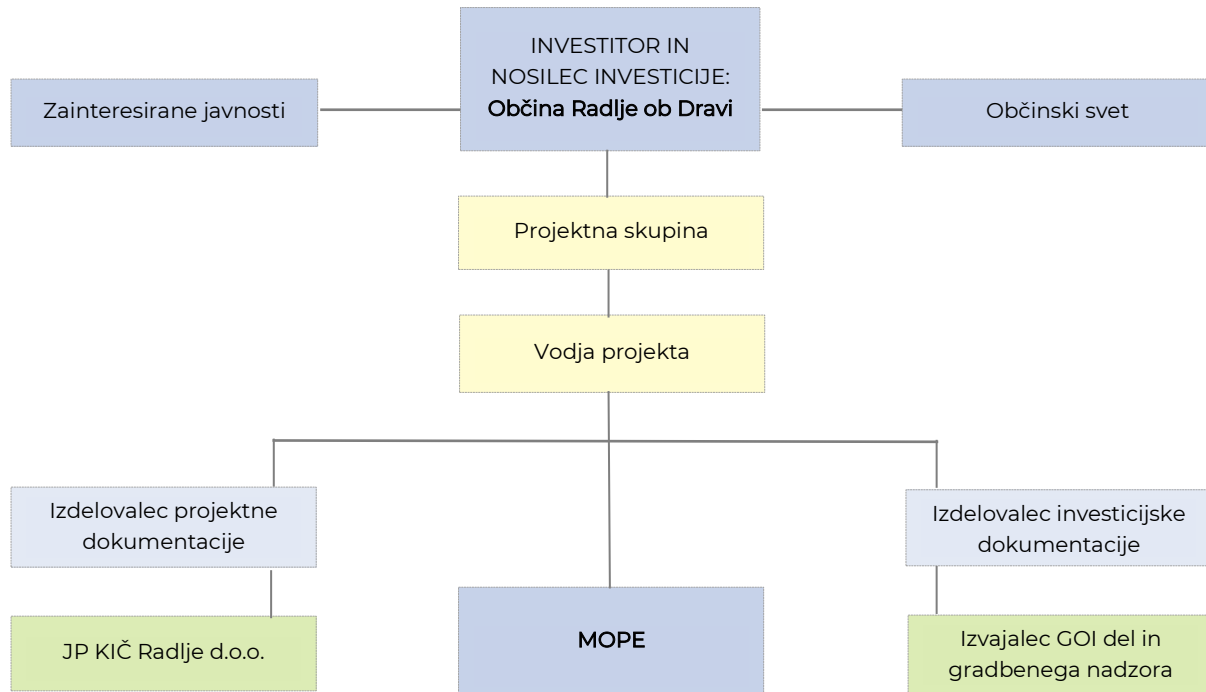 INVESTITOR IN
NOSILEC INVESTICIJE:
Občina Radlje ob Dravi
Zainteresirane javnosti
Občinski svet
Projektna skupina
Vodja projekta
Izdelovalec projektne
dokumentacije
Izdelovalec investicijske
dokumentacije
JP KIČ Radlje d.o.o.
MOPE
Izvajalec GOI del in
gradbenega nadzora